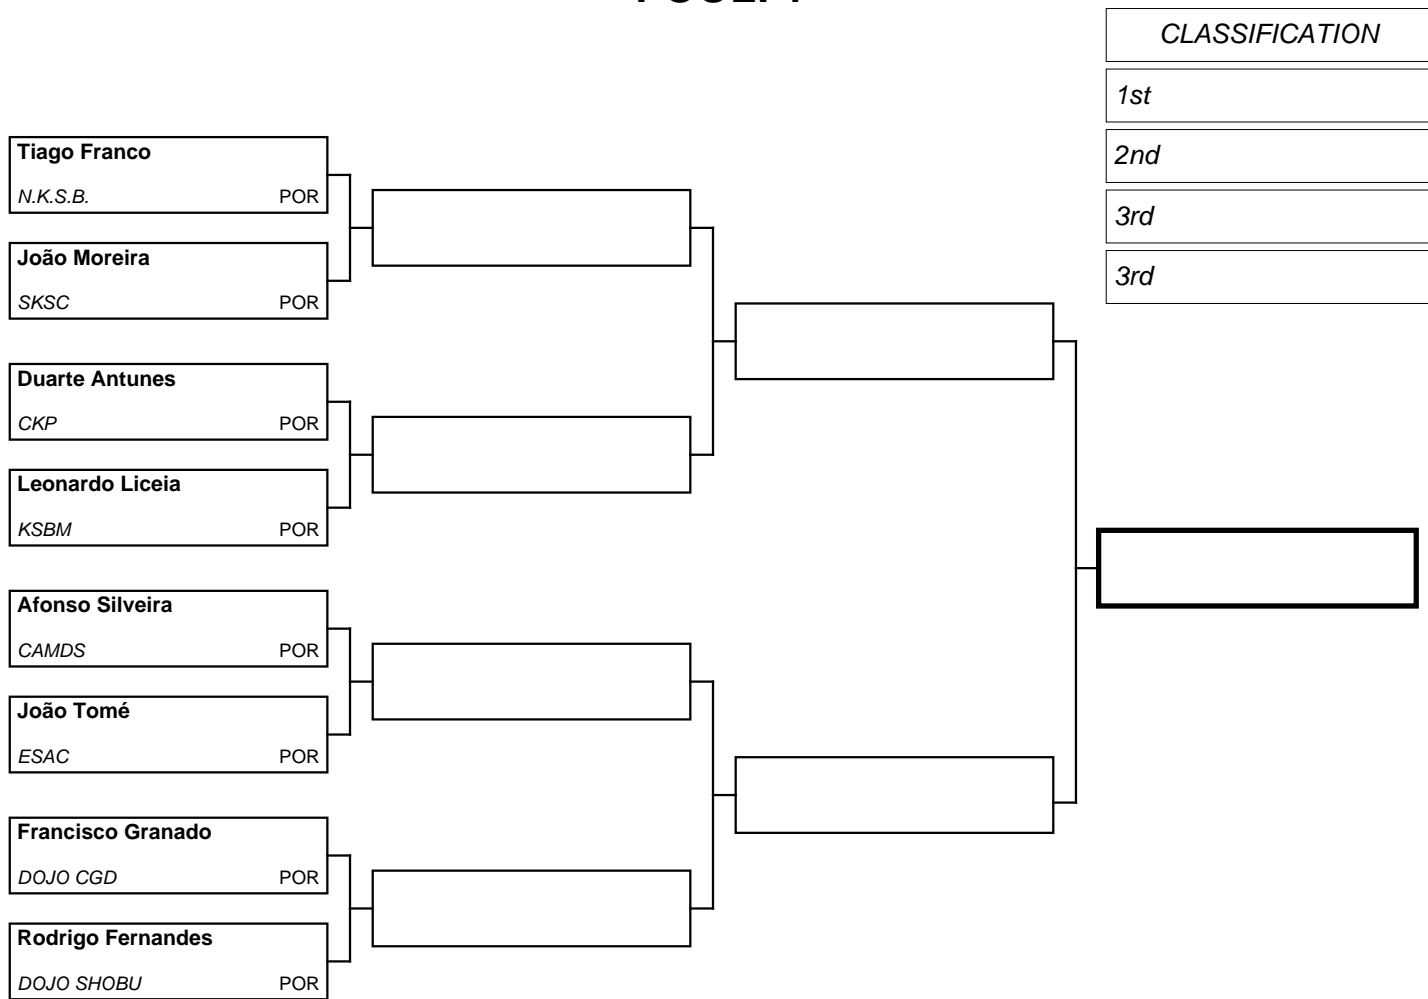 CLASSIFICATION
1st
2nd
3rd
3rd
Tiago Franco
N.K.S.B. POR
João Moreira
SKSC POR
Duarte Antunes
CKP POR
Leonardo Liceia
KSBM POR
Afonso Silveira
CAMDS POR
João Tomé
ESAC POR
Francisco Granado
DOJO CGD POR
Rodrigo Fernandes
DOJO SHOBU POR